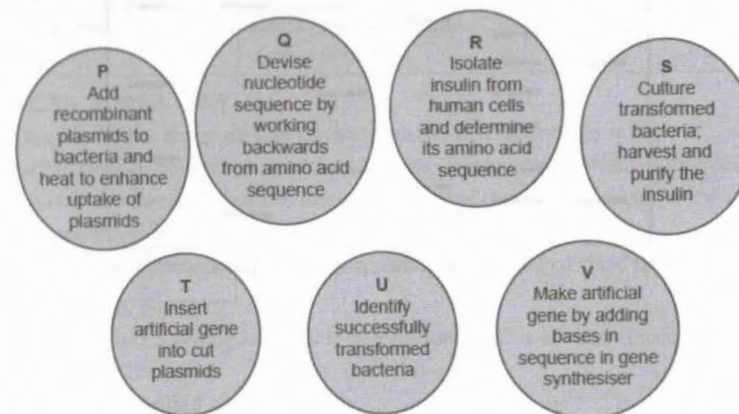 P
Add
recombinant
plasmids to
bacteria and
heat to enhance
uptake of
plasmids
Q
Devise
nucleotide
sequence by
working
backwards
from amino acid
sequence
R
Isolate
insulin from
human cells
and determine
its amino acid
sequence
S
Culture
transformed
bacteria;
harvest and
purify the
insulin
T
Insert
artificial gene
into cut
plasmids
U
Identify
successfully
transformed
bacteria
V
Make artificial
gene by adding
bases in
sequence in gene
synthesiser